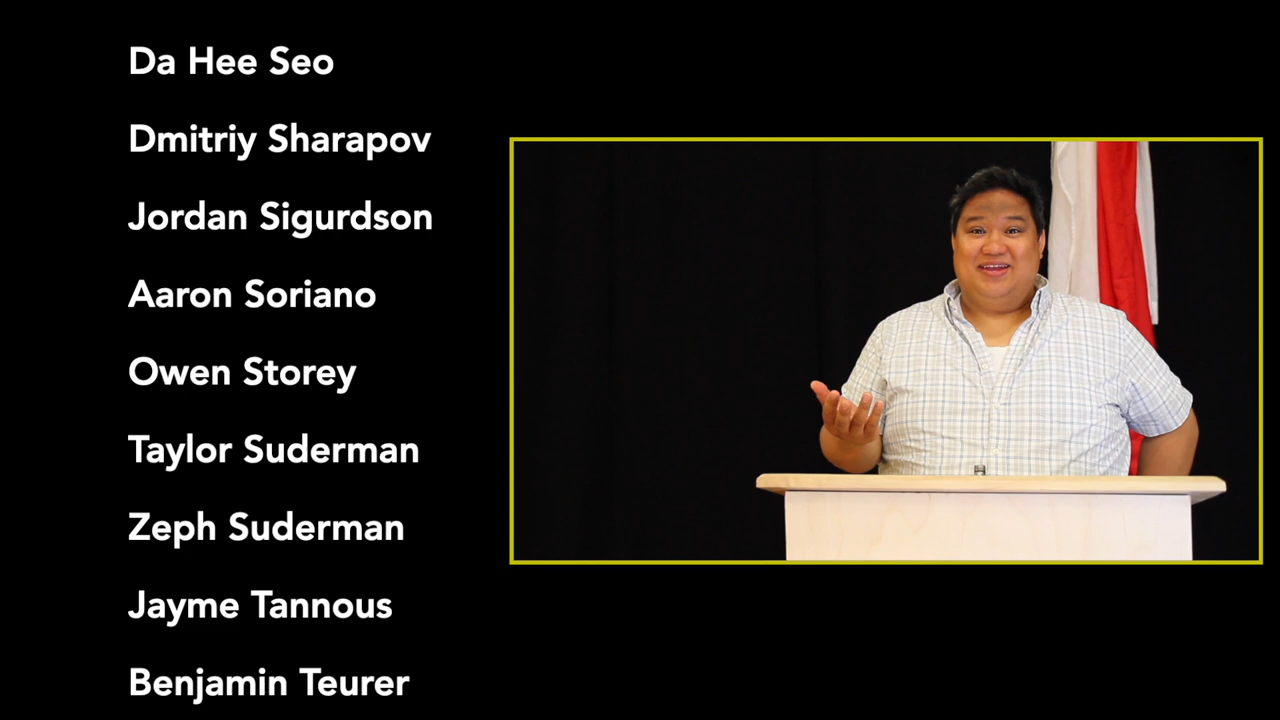 Da Hee Seo
Dmitriy Sharapov
Jordan Sigurdson
Aaron Soriano
Owen Storey
Taylor Suderman
Zeph Suderman
Jayme Tannous
Benjamin Teurer